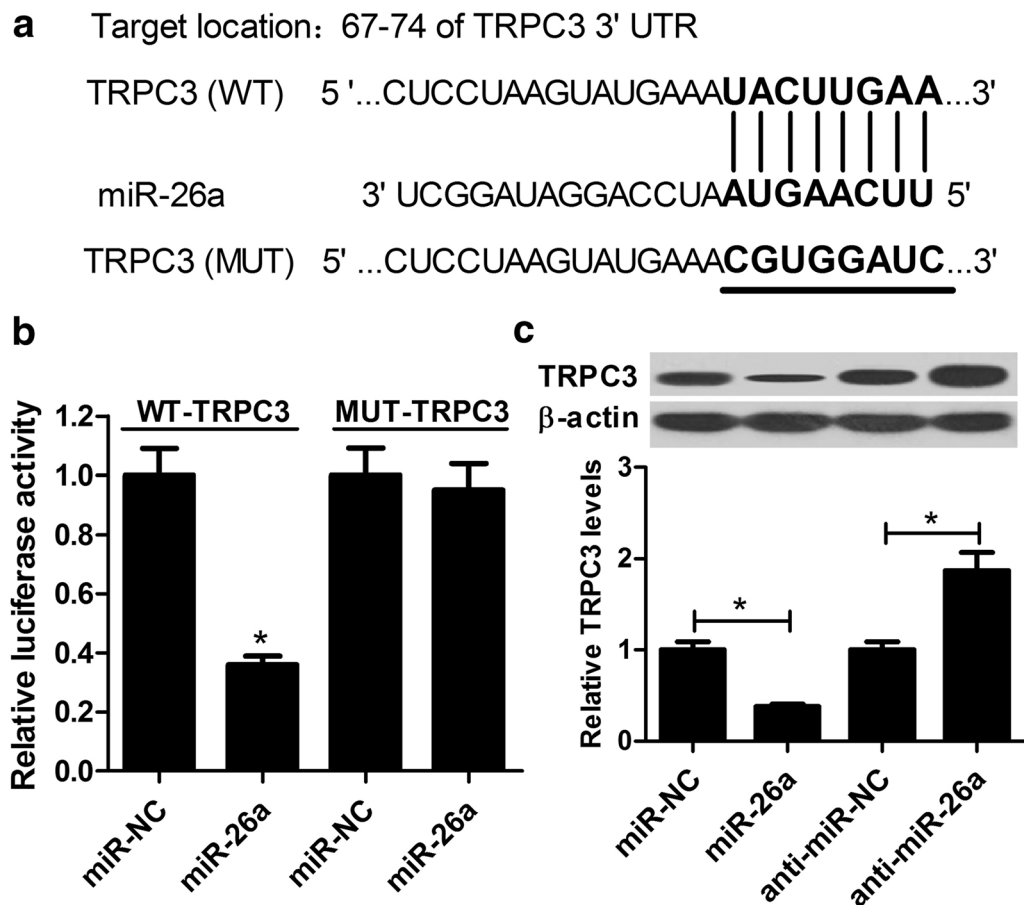 a
Target location: 67-74 of TRPC3 3' UTR
TRPC3 (WT) 5 '...CUCCUAAGUAUGAAAUACUUGAA...3'
miR-26a 3' UCGGAUAGGACCUAAUGAACUU 5'
TRPC3 (MUT) 5' ...CUCCUAAGUAUGAAACGUGGAUC...3'
b
Relative luciferase activity
WT-TRPC3 MUT-TRPC3
1.2
1.0
0.8
0.6
0.4
0.2
0.0
*
miR-NC miR-26a miR-NC miR-26a
c
TRPC3
β-actin
Relative TRPC3 levels
3
2
1
0
* *
miR-NC miR-26a anti-miR-NC anti-miR-26a